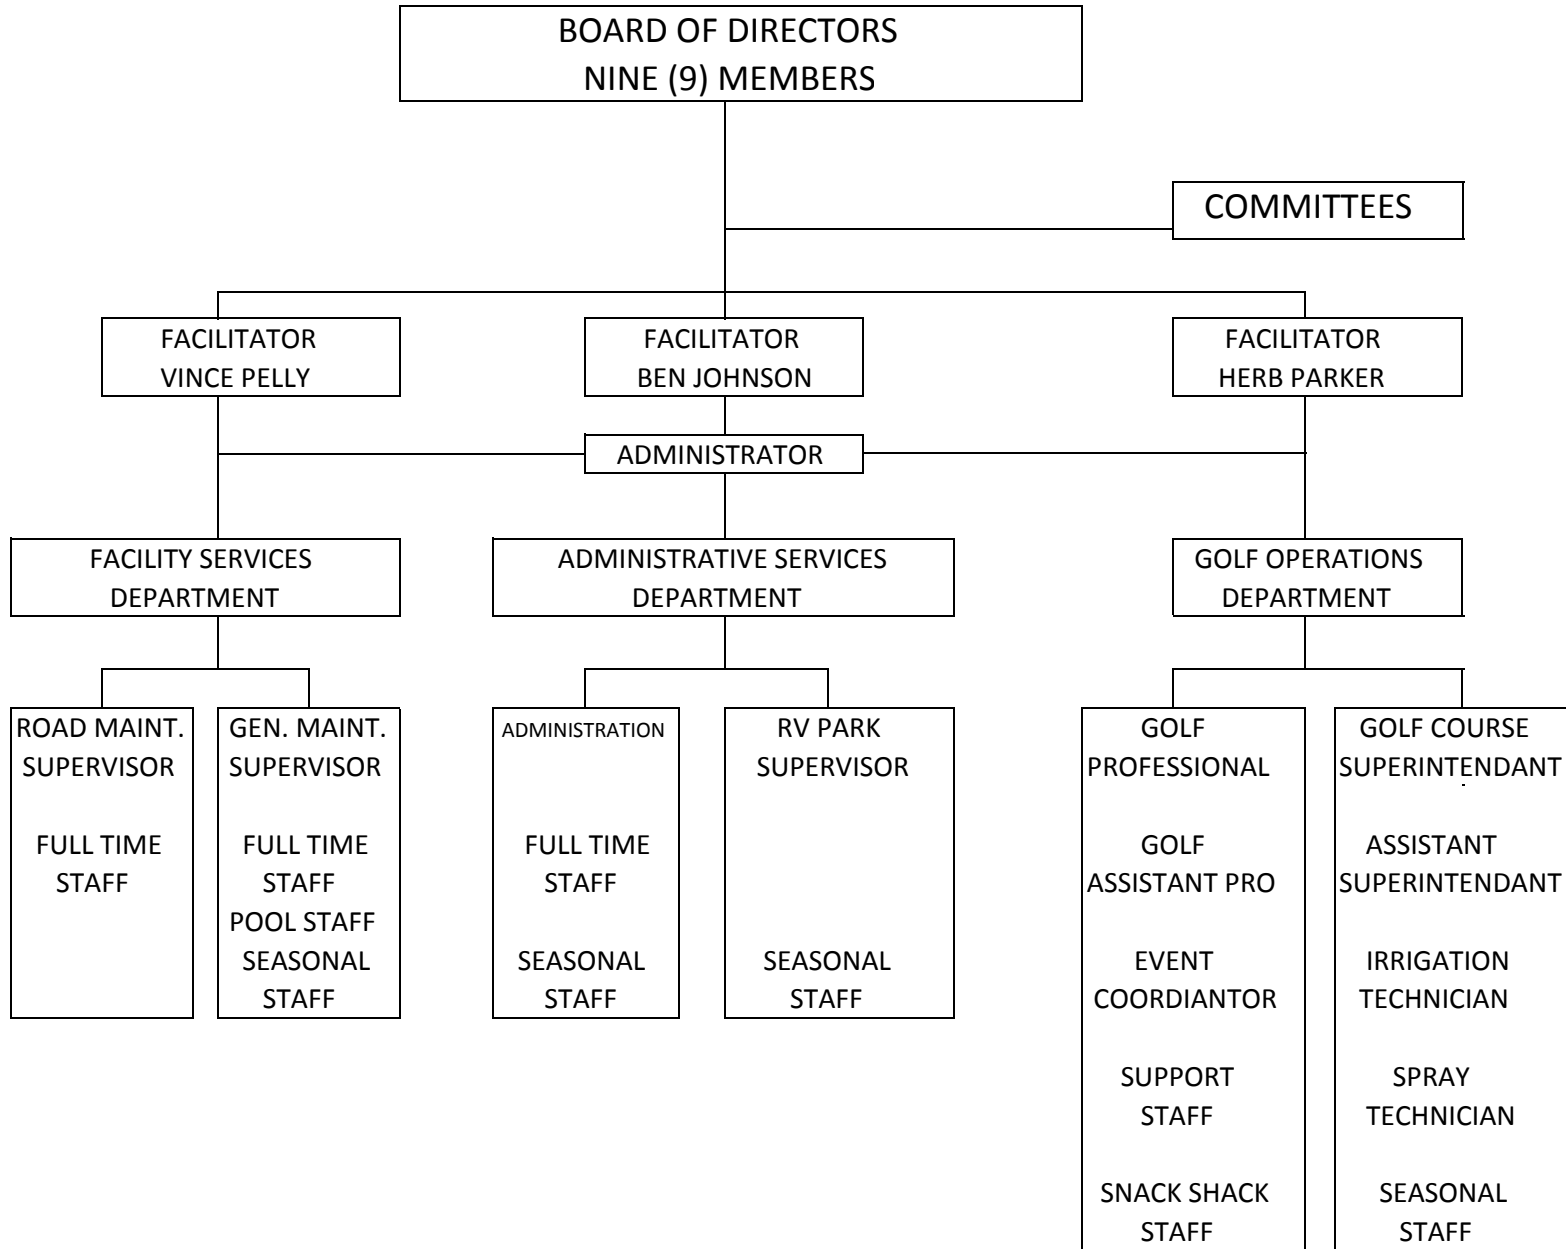 BOARD OF DIRECTORS
NINE (9) MEMBERS
COMMITTEES
FACILITATOR
VINCE PELLY
FACILITATOR
BEN JOHNSON
FACILITATOR
HERB PARKER
ADMINISTRATOR
FACILITY SERVICES
DEPARTMENT
ADMINISTRATIVE SERVICES
DEPARTMENT
GOLF OPERATIONS
DEPARTMENT
ROAD MAINT.
SUPERVISOR
FULL TIME
STAFF
GEN. MAINT.
SUPERVISOR
FULL TIME
STAFF
POOL STAFF
SEASONAL
STAFF
ADMINISTRATION
FULL TIME
STAFF
SEASONAL
STAFF
RV PARK
SUPERVISOR
SEASONAL
STAFF
GOLF
PROFESSIONAL
GOLF
ASSISTANT PRO
EVENT
COORDIANTOR
SUPPORT
STAFF
SNACK SHACK
STAFF
GOLF COURSE
SUPERINTENDANT
ASSISTANT
SUPERINTENDANT
IRRIGATION
TECHNICIAN
SPRAY
TECHNICIAN
SEASONAL
STAFF